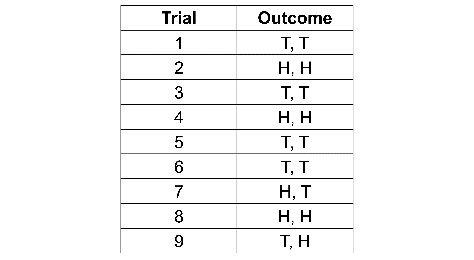 Trial Outcome
1 T, T
2 H, H
3 T, T
4 H, H
5 T, T
6 T, T
7 H, T
8 H, H
9 T, H